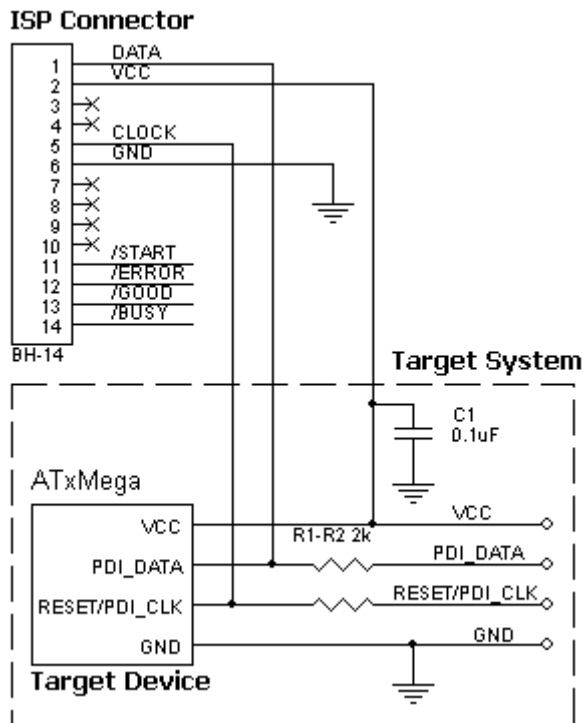 ISP Connector
1 DATA
2 VCC
3
4
5 CLOCK
6 GND
7
8
9
10
11 /START
12 /ERROR
13 /GOOD
14 /BUSY
BH-14
Target System
C1
0.1uF
ATxMega
VCC
R1-R2 2k
VCC
PDI_DATA
PDI_DATA
RESET/PDI_CLK
RESET/PDI_CLK
GND
GND
Target Device